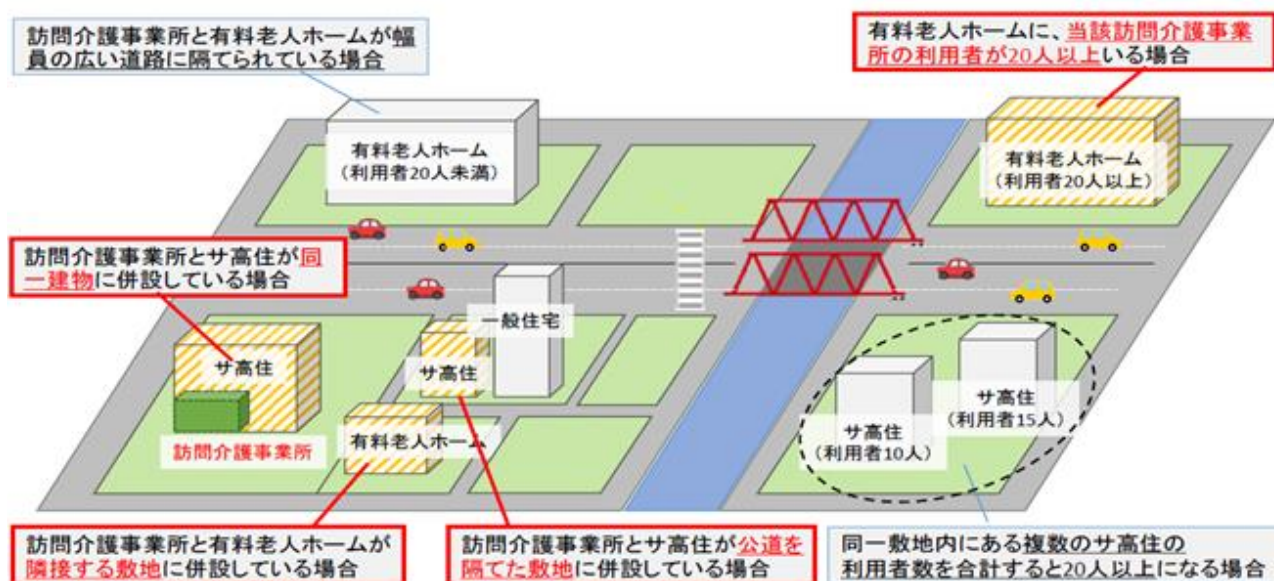 訪問介護事業所と有料老人ホームが幅
員の広い道路に隔てられている場合
有料老人ホームに、当該訪問介護事業
所の利用者が20人以上いる場合
有料老人ホーム
(利用者20人未満)
有料老人ホーム
(利用者20人以上)
訪問介護事業所とサ高住が同
一建物に併設している場合
一般住宅
サ高住
サ高住
訪問介護事業所
有料老人ホーム
サ高住
(利用者15人)
サ高住
(利用者10人)
訪問介護事業所と有料老人ホームが
隣接する敷地に併設している場合
訪問介護事業所とサ高住が公道を
隔てた敷地に併設している場合
同一敷地内にある複数のサ高住の
利用者数を合計すると20人以上になる場合